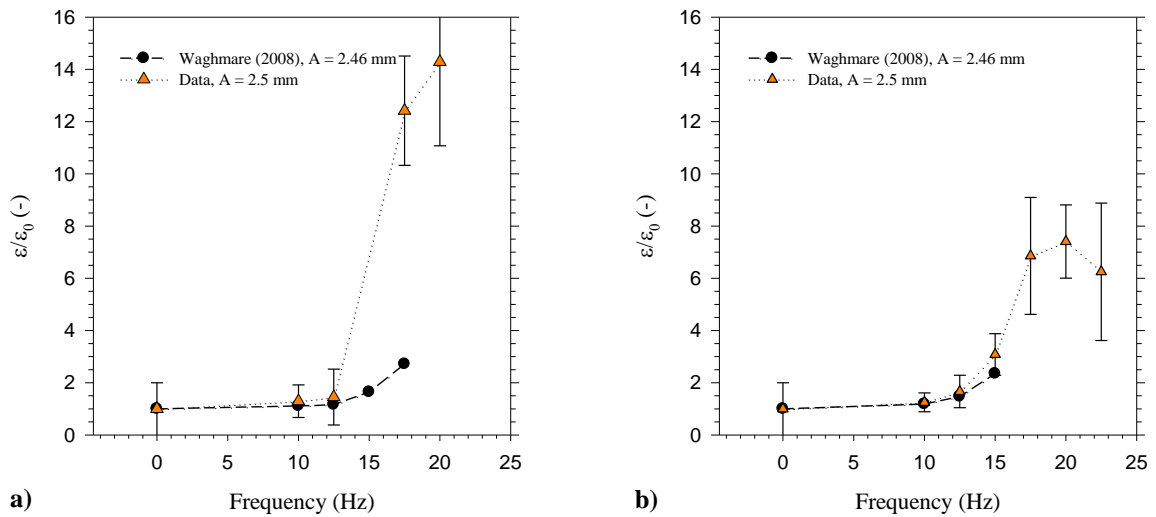 16
14
12
10
8
6
4
2
0
ε/ε0 (-)
Waghmare (2008), A = 2.46 mm
Data, A = 2.5 mm
0 5 10 15 20 25
Frequency (Hz)
a)
16
14
12
10
8
6
4
2
0
ε/ε0 (-)
Waghmare (2008), A = 2.46 mm
Data, A = 2.5 mm
0 5 10 15 20 25
Frequency (Hz)
b)